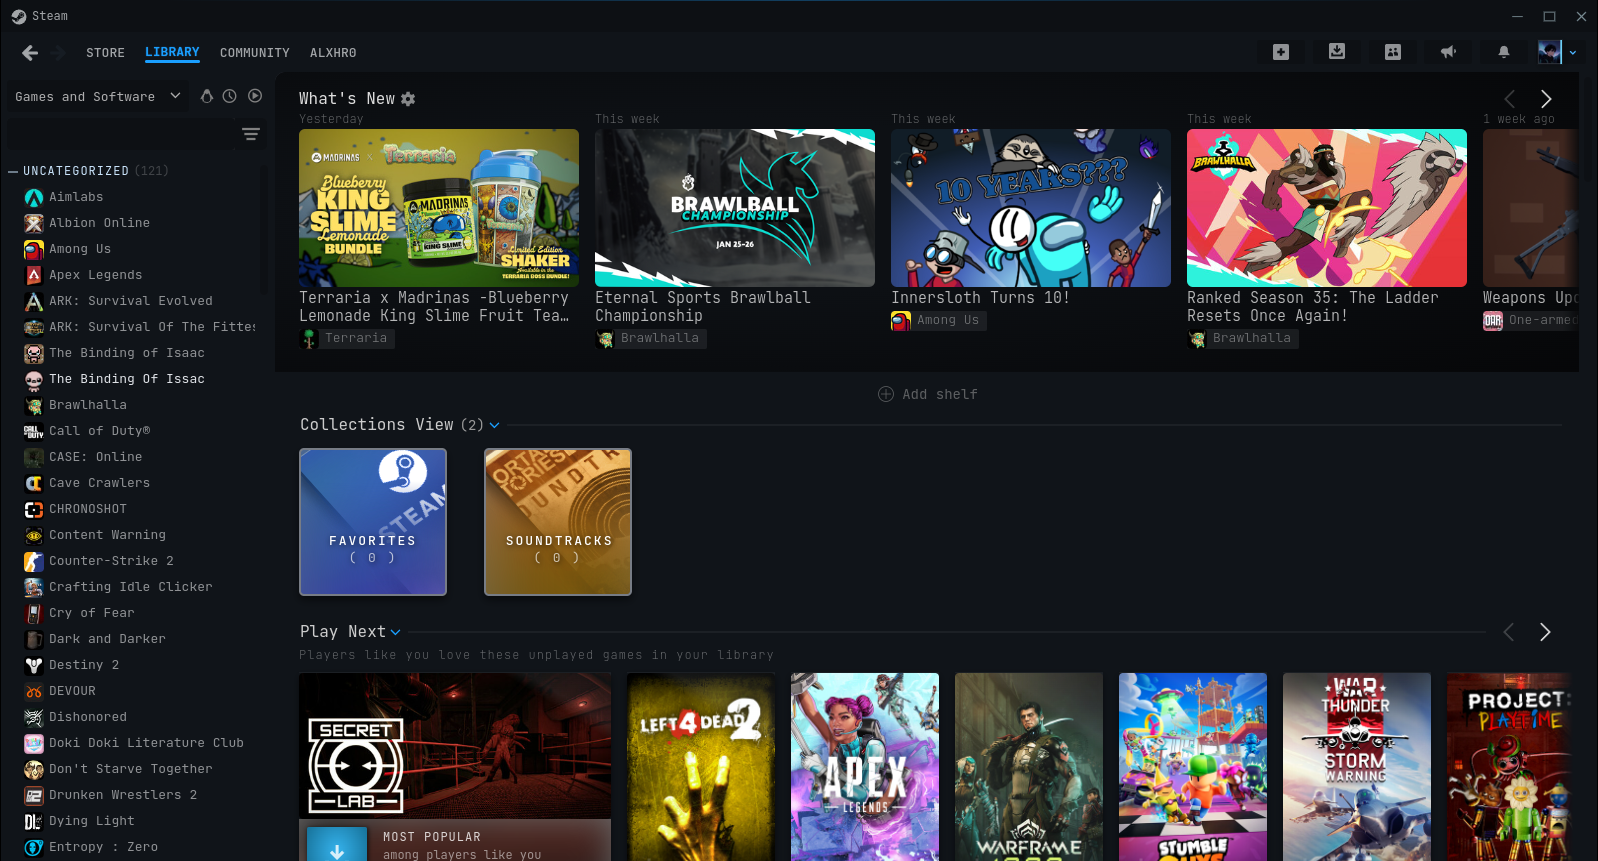 Steam
STORE
LIBRARY
COMMUNITY
ALXHR0
Games and Software
UNCATEGORIZED (121)
Aimlabs
Albion Online
Among Us
Apex Legends
ARK: Survival Evolved
ARK: Survival Of The Fittes
The Binding of Isaac
The Binding Of Issac
Brawlhalla
Call of Duty®
CASE: Online
Cave Crawlers
CHRONOSHOT
Content Warning
Counter-Strike 2
Crafting Idle Clicker
Cry of Fear
Dark and Darker
Destiny 2
DEVOUR
Dishonored
Doki Doki Literature Club
Don't Starve Together
Drunken Wrestlers 2
Dying Light
Entropy : Zero
What's New
Yesterday
MADRINAS x Terraria
Blueberry
KING
SLIME
Lemonade
BUNDLE
MADRINAS
KING SLIME
Limited Edition
SHAKER
Available in the
TERRARIA BOSS BUNDLE!
Terraria x Madrinas -Blueberry
Lemonade King Slime Fruit Tea…
Terraria
This week
BRAWLBALL
CHAMPIONSHIP
JAN 25-26
Eternal Sports Brawlball
Championship
Brawlhalla
This week
10 YEARS???
Innersloth Turns 10!
Among Us
This week
BRAWLHALLA
Ranked Season 35: The Ladder
Resets Once Again!
Brawlhalla
1 week ago
Weapons Upd
OAR
One-armed
Add shelf
Collections View (2)
STEAM
FAVORITES
( 0 )
SOUNDTRACKS
( 0 )
Play Next
Players like you love these unplayed games in your library
SECRET
LAB
MOST POPULAR
among players like you
LEFT 4 DEAD 2
APEX
LEGENDS
WARFRAME
STUMBLE
GUYS
WAR
THUNDER
STORM
WARNING
PROJECT:
PLAYTIME